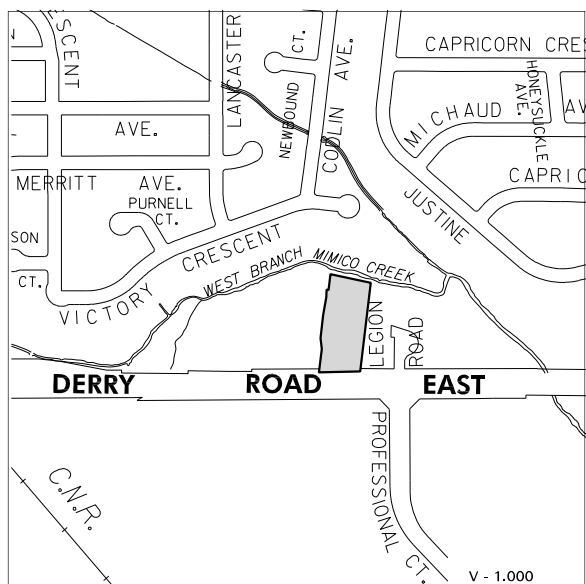 CAPRICORN CRES
LANCASTER
CT.
NEWBOUND
COOLIN AVE.
HONEYSUCKLE
AVE.
MICHAUD AV
AVE.
MERRITT AVE.
PURNELL
CT.
CAPRIC
JUSTINE
SON
CT.
VICTORY CRESCENT
WEST BRANCH MIMICO CREEK
LEGION
ROAD
DERRY ROAD EAST
PROFESSIONAL CT.
C.N.R.
V - 1.000